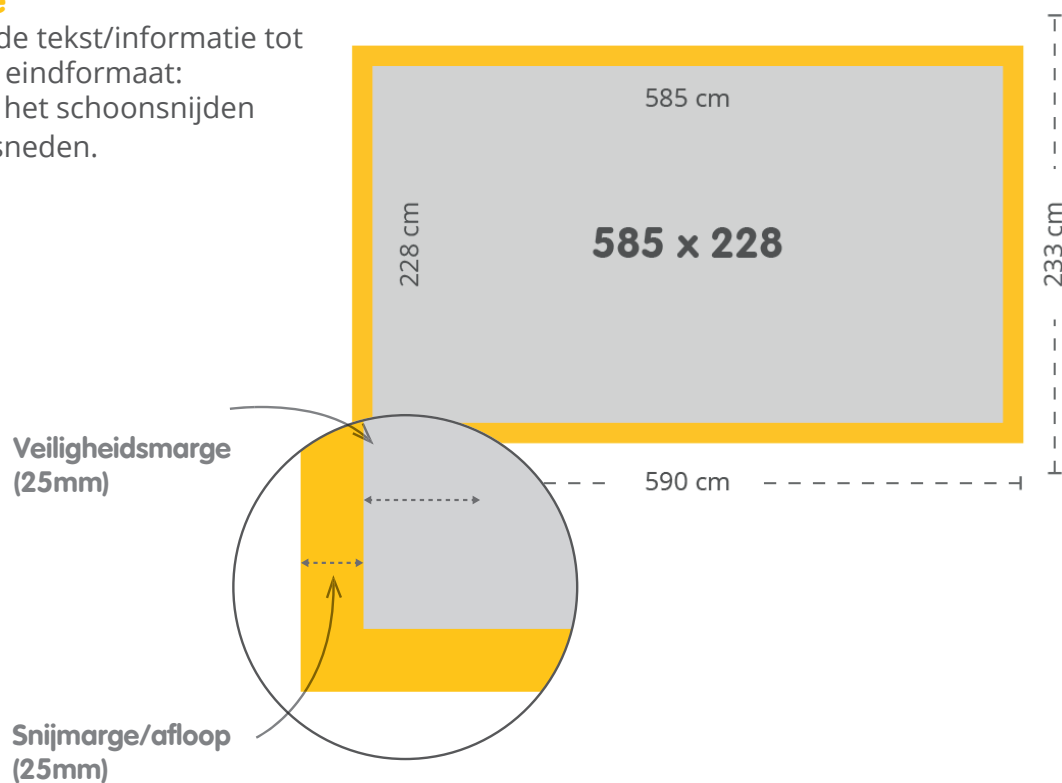 de tekst/informatie tot
eindformaat:
het schoonsnijden
585 cm
228 cm
585 x 228
233 cm
590 cm
Veiligheidsmarge
(25mm)
Snijmarge/afloop
(25mm)